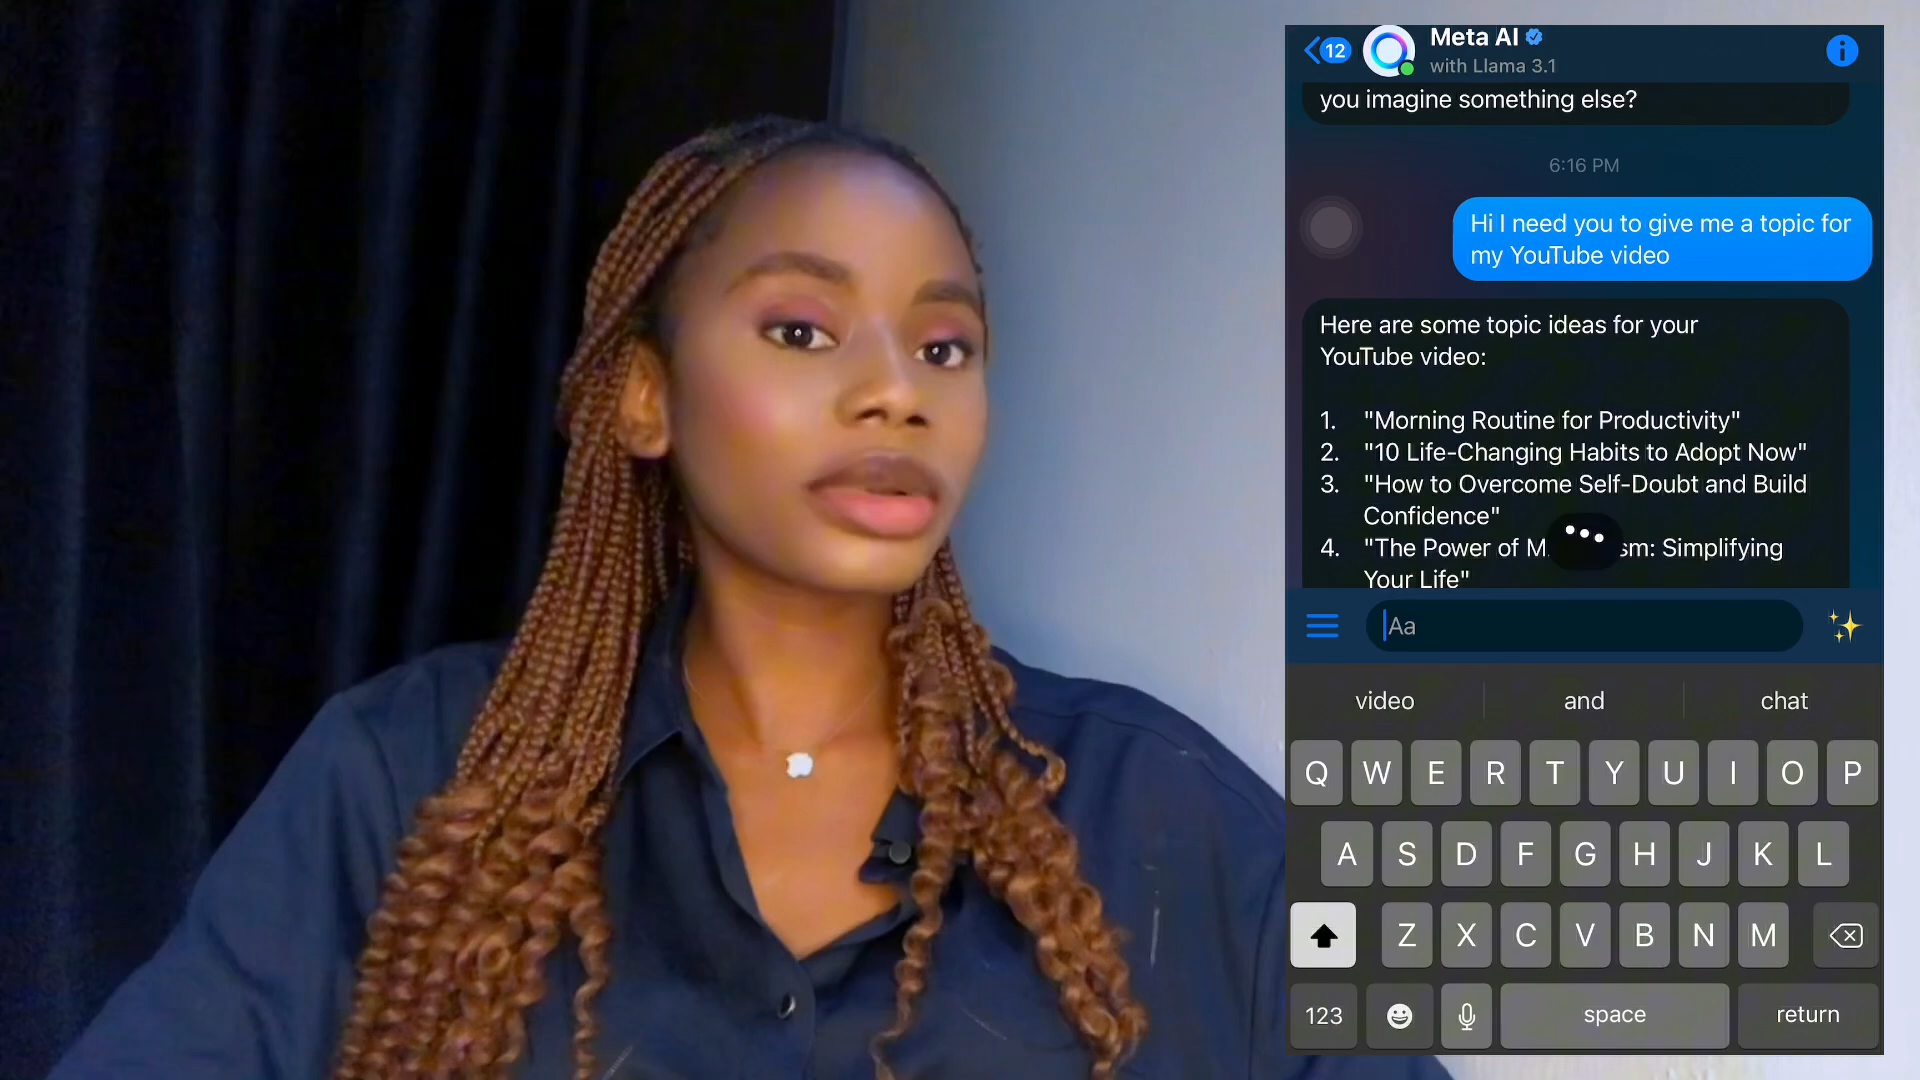 12
Meta AI
with Llama 3.1
you imagine something else?
6:16 PM
Hi I need you to give me a topic for
my YouTube video
Here are some topic ideas for your
YouTube video:
1. "Morning Routine for Productivity"
2. "10 Life-Changing Habits to Adopt Now"
3. "How to Overcome Self-Doubt and Build
Confidence"
4. "The Power of M sm: Simplifying
Your Life"
Aa
video and chat
Q W E R T Y U I O P
A S D F G H J K L
Z X C V B N M
123 space return